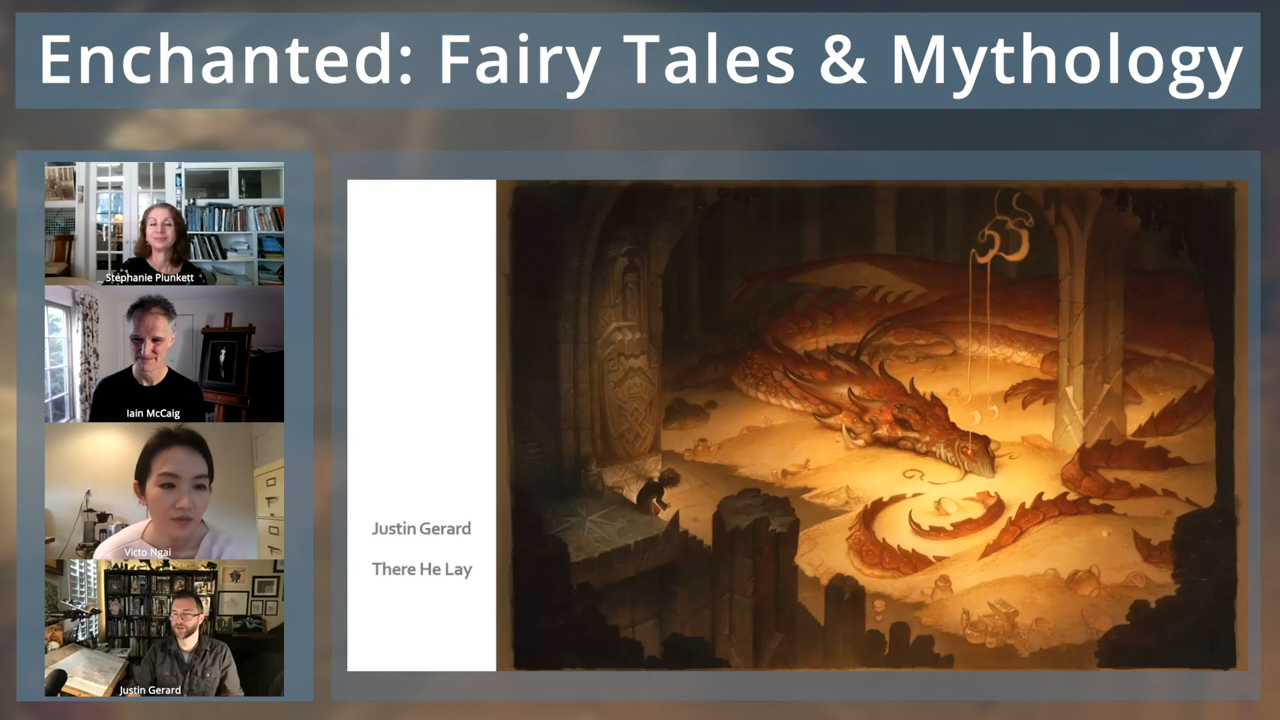 Enchanted: Fairy Tales & Mythology
Stephanie Plunkett
Iain McCaig
Victo Ngai
Justin Gerard
Justin Gerard
There He Lay